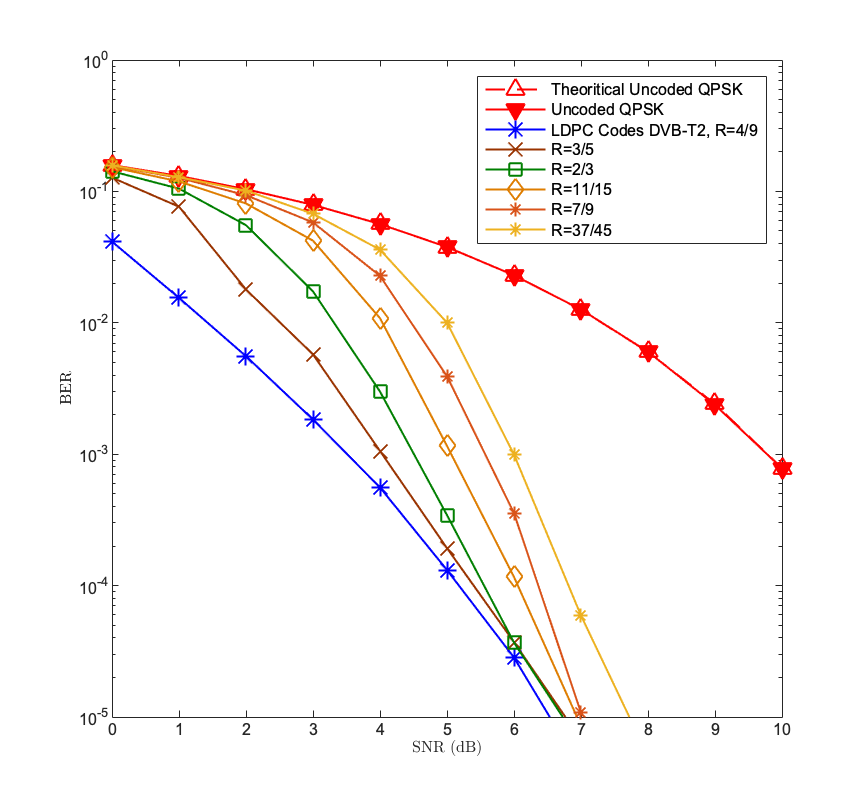 10^0
10^-1
10^-2
10^-3
10^-4
10^-5
BER
Theoritical Uncoded QPSK
Uncoded QPSK
LDPC Codes DVB-T2, R=4/9
R=3/5
R=2/3
R=11/15
R=7/9
R=37/45
0 1 2 3 4 5 6 7 8 9 10
SNR (dB)